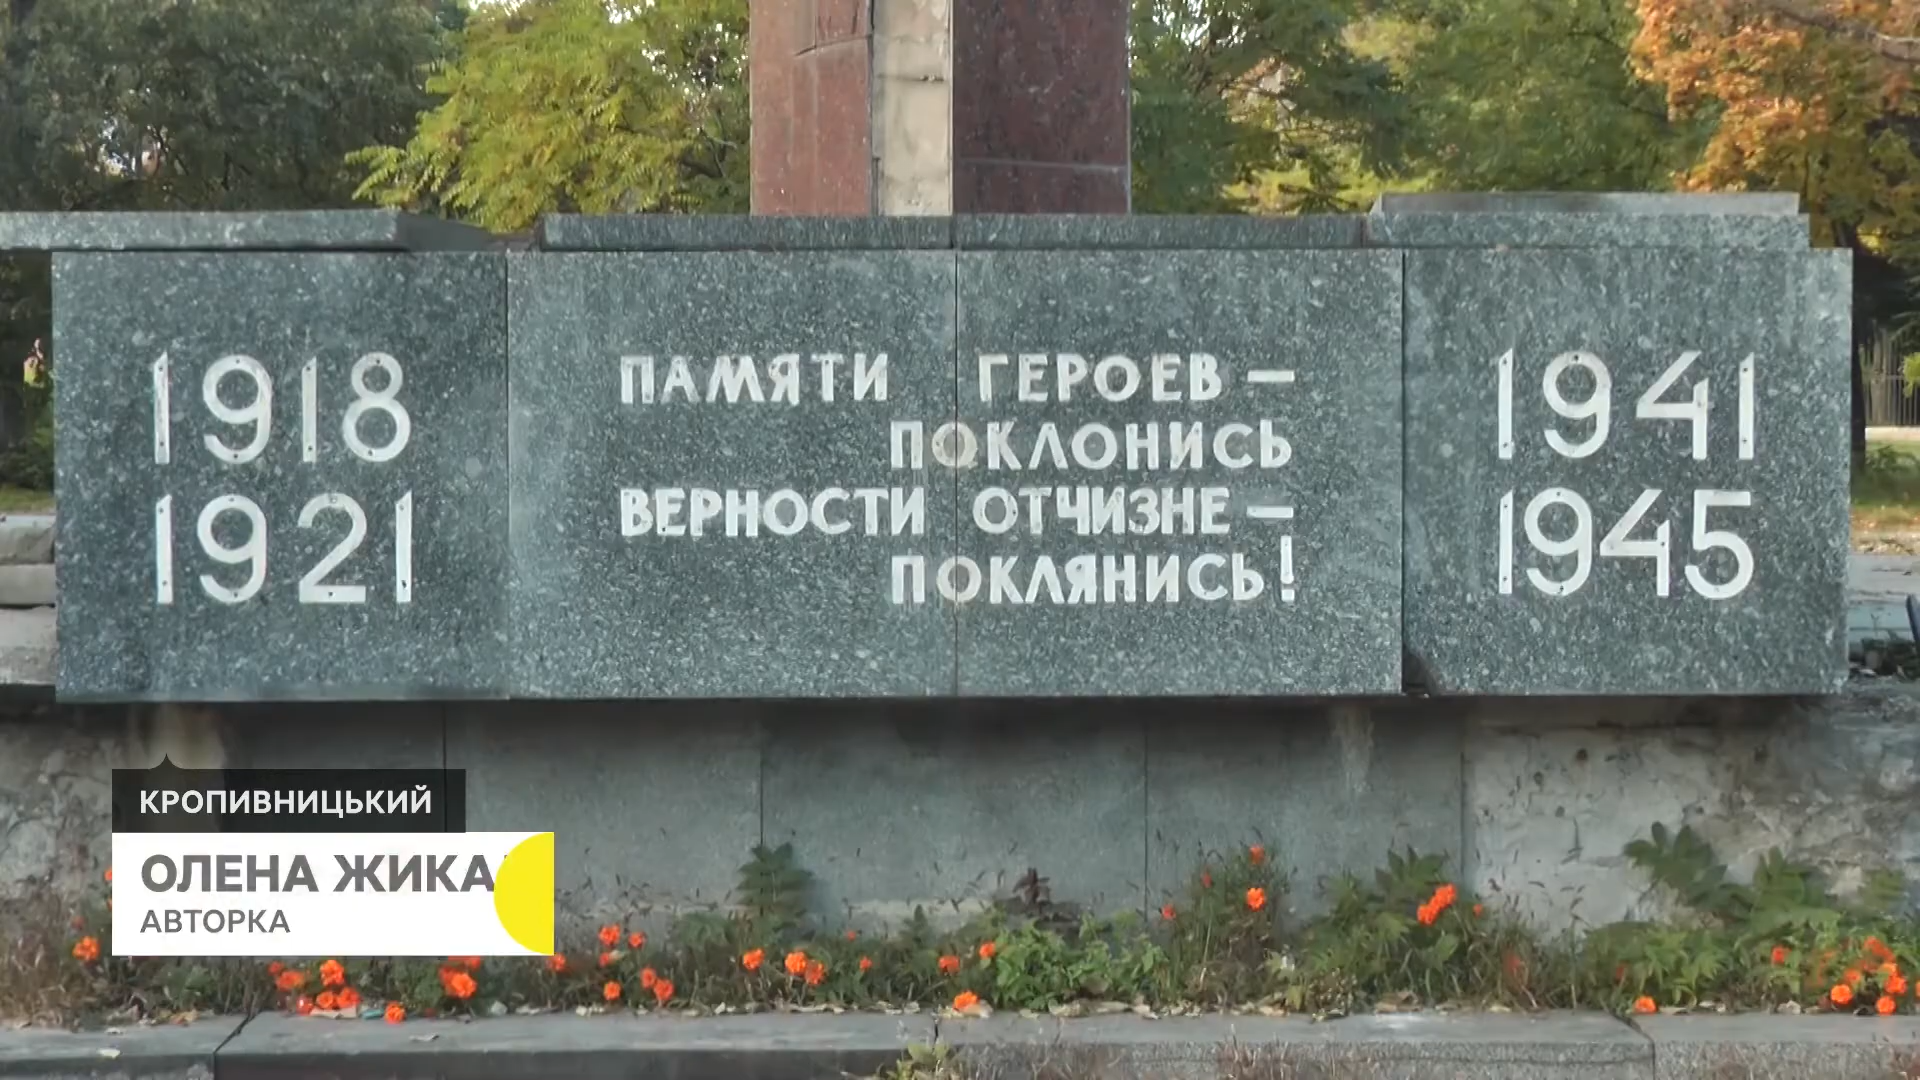 1918
1921
ПАМЯТИ ГЕРОЕВ –
ПОКЛОНИСЬ
ВЕРНОСТИ ОТЧИЗНЕ –
ПОКЛЯНИСЬ!
1941
1945
КРОПИВНИЦЬКИЙ
ОЛЕНА ЖИКА
АВТОРКА